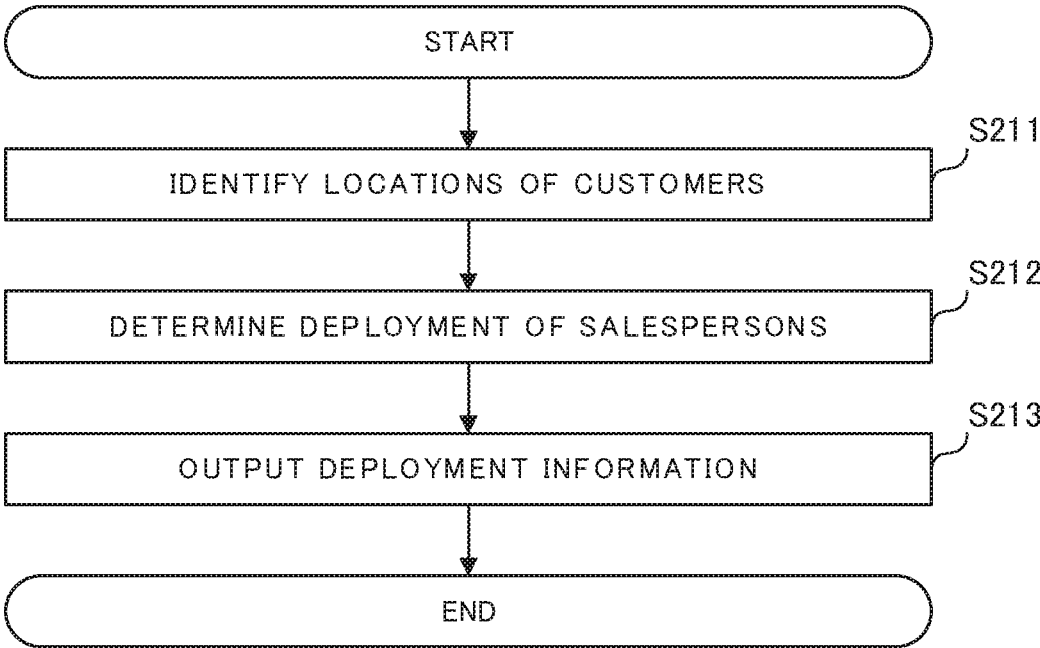 START
S211
IDENTIFY LOCATIONS OF CUSTOMERS
S212
DETERMINE DEPLOYMENT OF SALESPERSONS
S213
OUTPUT DEPLOYMENT INFORMATION
END